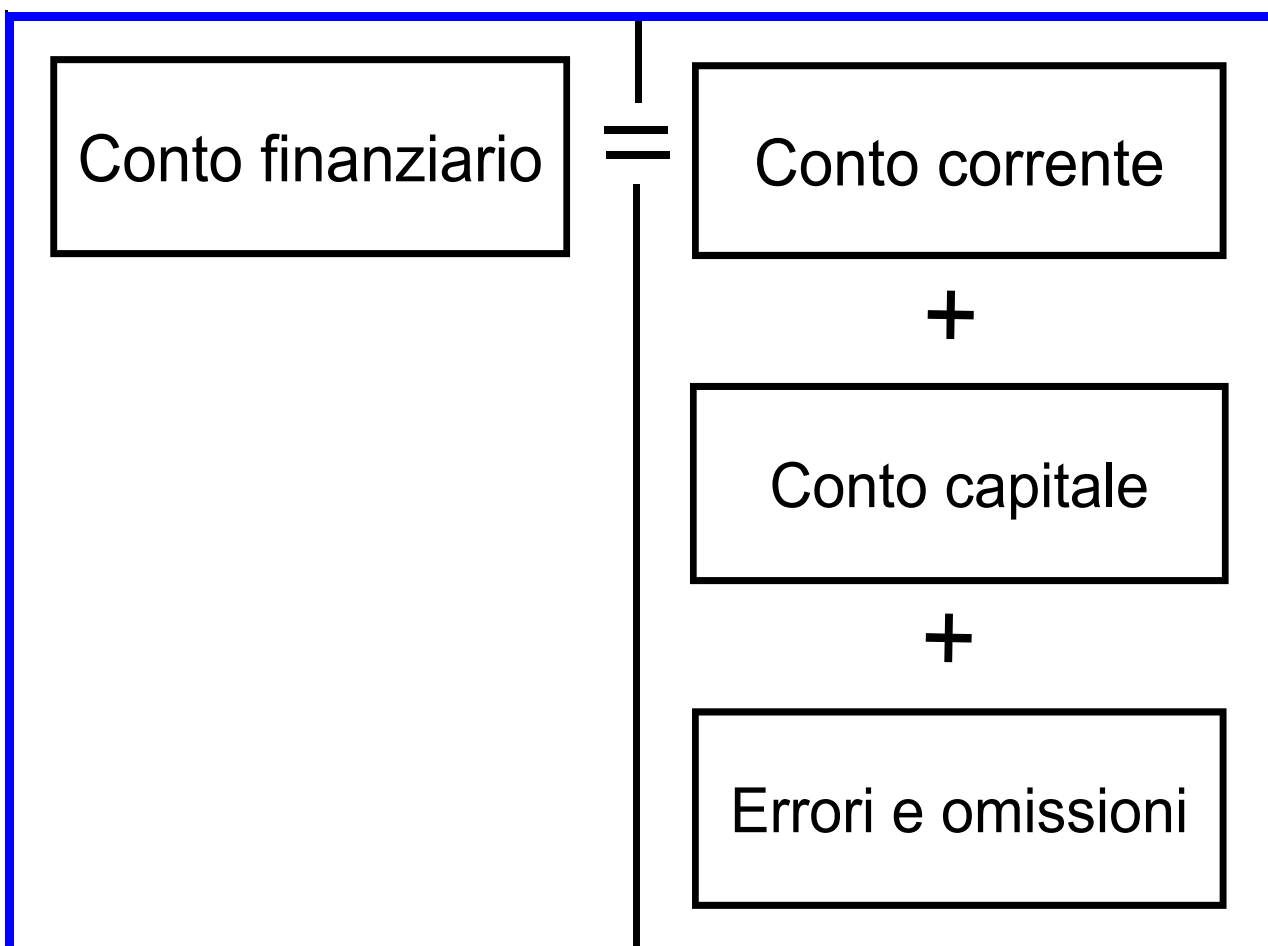 Conto finanziario
=
Conto corrente
+
Conto capitale
+
Errori e omissioni